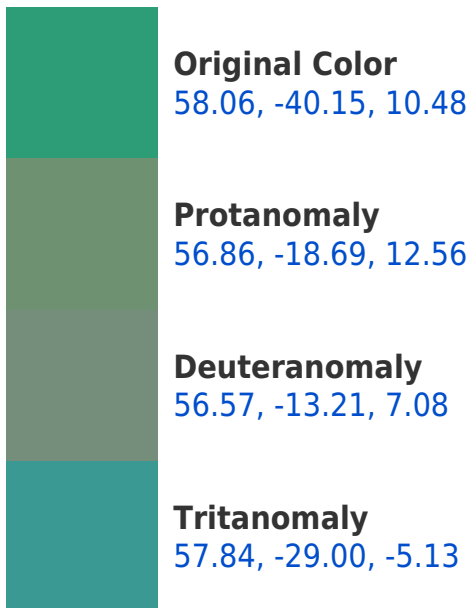 Original Color
58.06, -40.15, 10.48
Protanomaly
56.86, -18.69, 12.56
Deuteranomaly
56.57, -13.21, 7.08
Tritanomaly
57.84, -29.00, -5.13